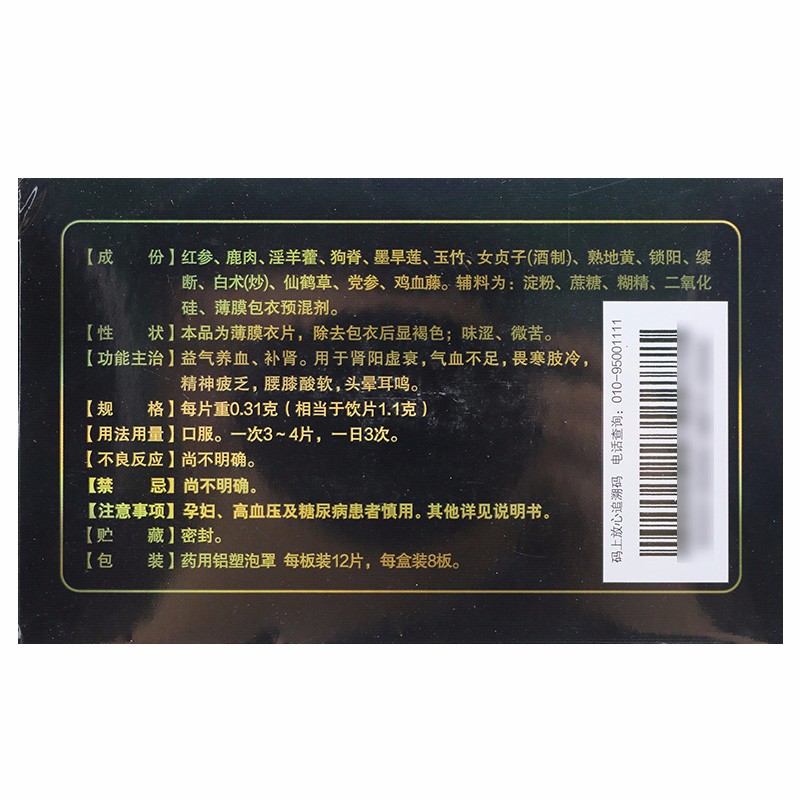 【成　份】红参、鹿肉、淫羊藿、狗脊、墨旱莲、玉竹、女贞子(酒制)、熟地黄、锁阳、续
断、白术(炒)、仙鹤草、党参、鸡血藤。辅料为：淀粉、蔗糖、糊精、二氧化
硅、薄膜包衣预混剂。
【性　状】本品为薄膜衣片，除去包衣后显褐色；味涩、微苦。
【功能主治】益气养血、补肾。用于肾阳虚衰，气血不足，畏寒肢冷，
精神疲乏，腰膝酸软，头晕耳鸣。
【规　格】每片重0.31克（相当于饮片1.1克）
【用法用量】口服。一次3～4片，一日3次。
【不良反应】尚不明确。
【禁　忌】尚不明确。
【注意事项】孕妇、高血压及糖尿病患者慎用。其他详见说明书。
【贮　藏】密封。
【包　装】药用铝塑泡罩 每板装12片，每盒装8板。
码上放心追溯码　电话查询：010-95001111